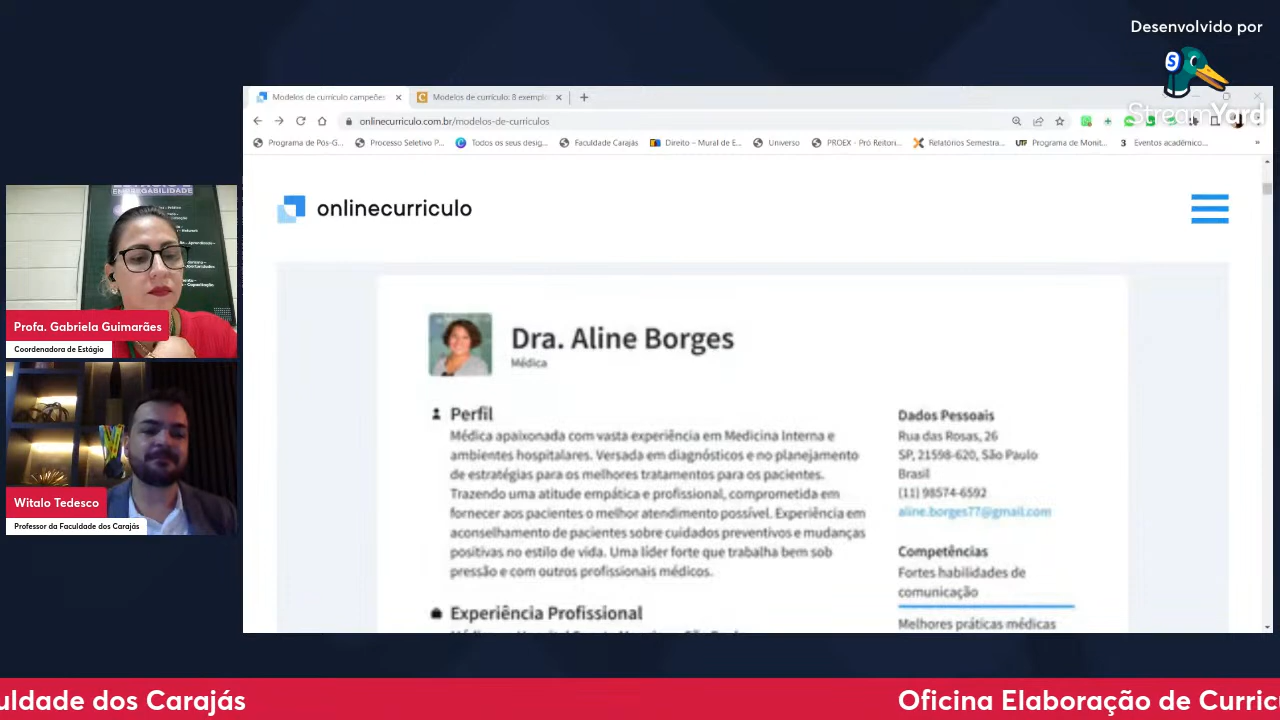 Desenvolvido por
StreamYard
Modelos de currículo campeões
Modelos de currículo: 8 exempl
onlinecurriculo.com.br/modelos-de-curriculos
Programa de Pós-G...
Processo Seletivo P...
Todos os seus desig...
Faculdade Carajás
Direito – Mural de E...
Universo
PROEX - Pró Reiton...
Relatórios Semestra...
Programa de Monit...
Eventos acadêmico...
onlinecurriculo
Dra. Aline Borges
Médica
Perfil
Médica apaixonada com vasta experiência em Medicina Interna e
ambientes hospitalares. Versada em diagnósticos e no planejamento
de estratégias para os melhores tratamentos para os pacientes.
Trazendo uma atitude empática e profissional, comprometida em
fornecer aos pacientes o melhor atendimento possível. Experiência em
aconselhamento de pacientes sobre cuidados preventivos e mudanças
positivas no estilo de vida. Uma líder forte que trabalha bem sob
pressão e com outros profissionais médicos.
Experiência Profissional
Dados Pessoais
Rua das Rosas, 26
SP, 21598-620, São Paulo
Brasil
(11) 98574-6592
aline.borges77@gmail.com
Competências
Fortes habilidades de
comunicação
Melhores práticas médicas
EMPREGABILIDADE
Profa. Gabriela Guimarães
Coordenadora de Estágio
Witalo Tedesco
Professor da Faculdade dos Carajás
uldade dos Carajás
Oficina Elaboração de Curric